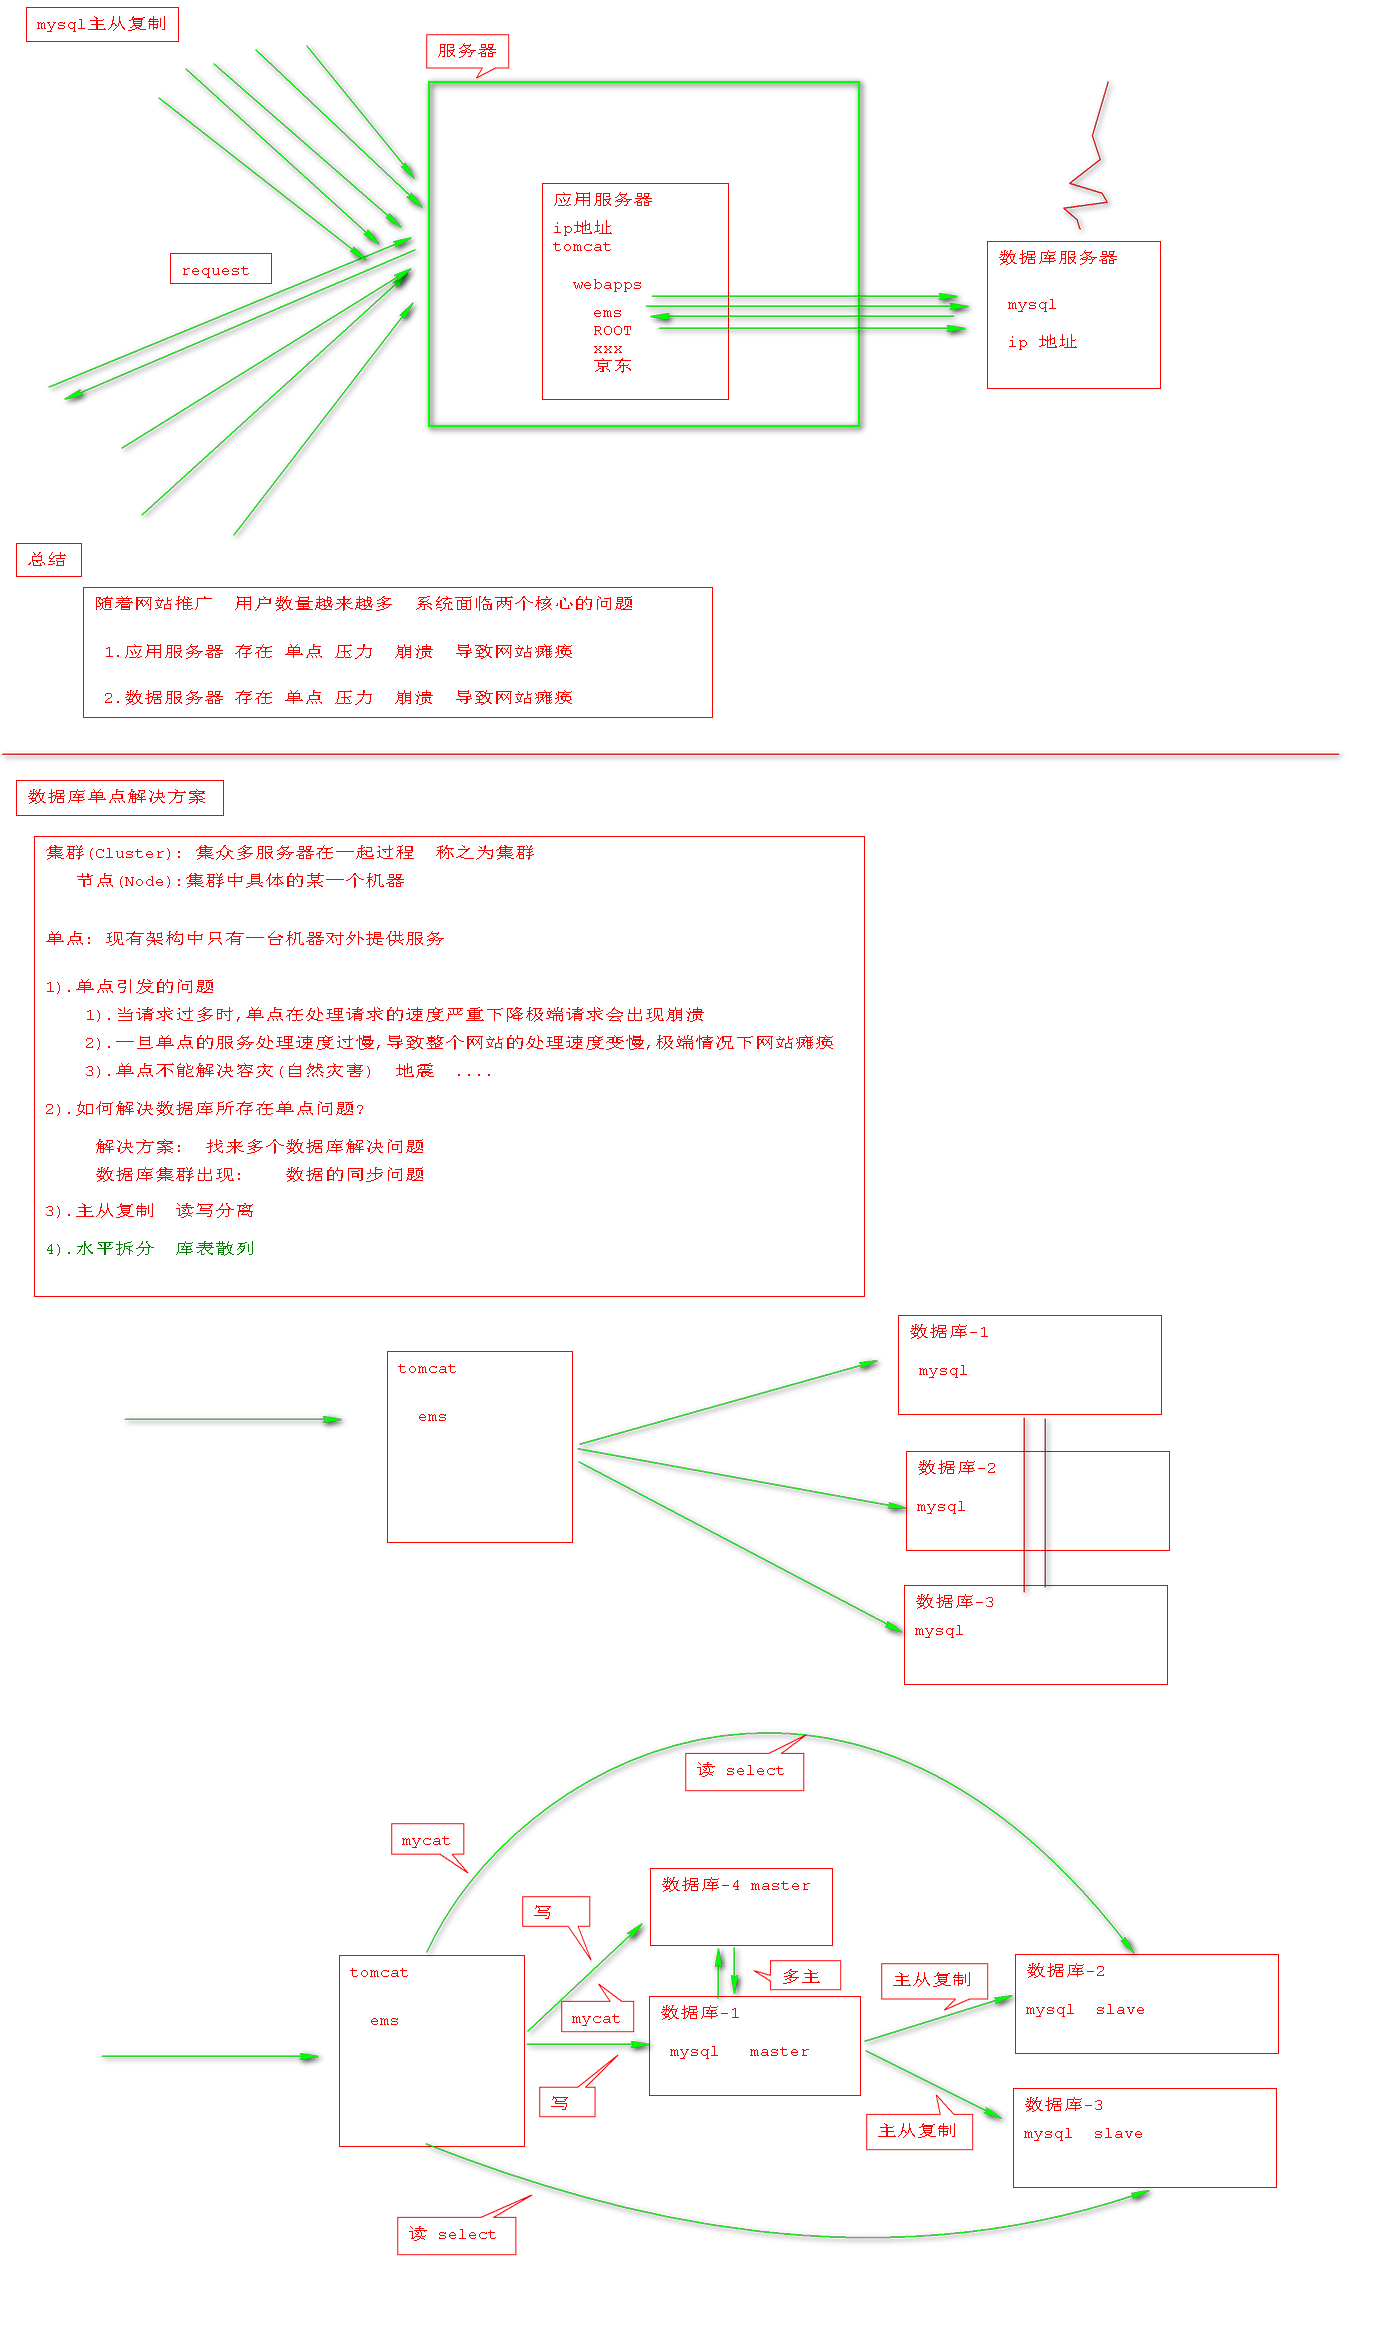 mysql主从复制
服务器
应用服务器
ip地址
tomcat
webapps
ems
ROOT
xxx
京东
request
数据库服务器
mysql
ip 地址
总结
随着网站推广 用户数量越来越多 系统面临两个核心的问题
1.应用服务器 存在 单点 压力 崩溃 导致网站瘫痪
2.数据服务器 存在 单点 压力 崩溃 导致网站瘫痪
数据库单点解决方案
集群(Cluster): 集众多服务器在一起过程 称之为集群
节点(Node):集群中具体的某一个机器
单点: 现有架构中只有一台机器对外提供服务
1).单点引发的问题
1).当请求过多时,单点在处理请求的速度严重下降极端请求会出现崩溃
2).一旦单点的服务处理速度过慢,导致整个网站的处理速度变慢,极端情况下网站瘫痪
3).单点不能解决容灾(自然灾害) 地震 ....
2).如何解决数据库所存在单点问题?
解决方案: 找来多个数据库解决问题
数据库集群出现: 数据的同步问题
3).主从复制 读写分离
4).水平拆分 库表散列
tomcat
ems
数据库-1
mysql
数据库-2
mysql
数据库-3
mysql
读 select
mycat
写
数据库-4 master
tomcat
ems
mycat
多主
数据库-1
mysql master
写
主从复制
主从复制
数据库-2
mysql slave
数据库-3
mysql slave
读 select